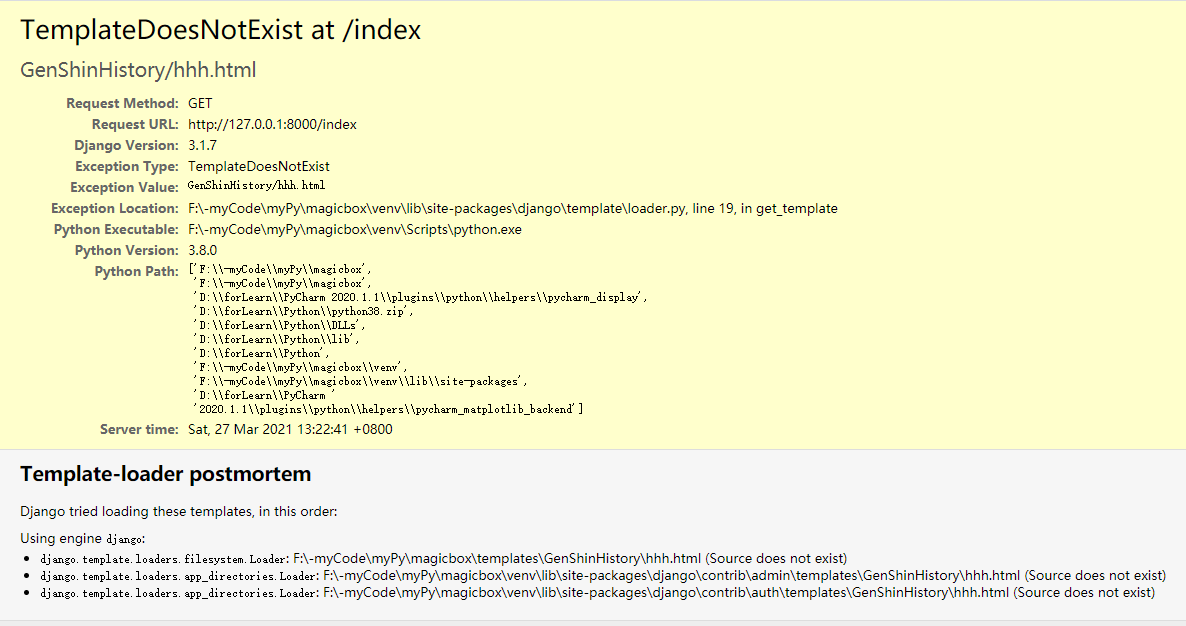 TemplateDoesNotExist at /index
GenShinHistory/hhh.html
Request Method: GET
Request URL: http://127.0.0.1:8000/index
Django Version: 3.1.7
Exception Type: TemplateDoesNotExist
Exception Value: GenShinHistory/hhh.html
Exception Location: F:\-myCode\myPy\magicbox\venv\lib\site-packages\django\template\loader.py, line 19, in get_template
Python Executable: F:\-myCode\myPy\magicbox\venv\Scripts\python.exe
Python Version: 3.8.0
Python Path: ['F:\\-myCode\\myPy\\magicbox',
'F:\\-myCode\\myPy\\magicbox',
'D:\\forLearn\\PyCharm 2020.1.1\\plugins\\python\\helpers\\pycharm_display',
'D:\\forLearn\\Python\\python38.zip',
'D:\\forLearn\\Python\\DLLs',
'D:\\forLearn\\Python\\lib',
'D:\\forLearn\\Python',
'F:\\-myCode\\myPy\\magicbox\\venv',
'F:\\-myCode\\myPy\\magicbox\\venv\\lib\\site-packages',
'D:\\forLearn\\PyCharm '
'2020.1.1\\plugins\\python\\helpers\\pycharm_matplotlib_backend']
Server time: Sat, 27 Mar 2021 13:22:41 +0800
Template-loader postmortem
Django tried loading these templates, in this order:
Using engine django:
• django.template.loaders.filesystem.Loader: F:\-myCode\myPy\magicbox\templates\GenShinHistory\hhh.html (Source does not exist)
• django.template.loaders.app_directories.Loader: F:\-myCode\myPy\magicbox\venv\lib\site-packages\django\contrib\admin\templates\GenShinHistory\hhh.html (Source does not exist)
• django.template.loaders.app_directories.Loader: F:\-myCode\myPy\magicbox\venv\lib\site-packages\django\contrib\auth\templates\GenShinHistory\hhh.html (Source does not exist)